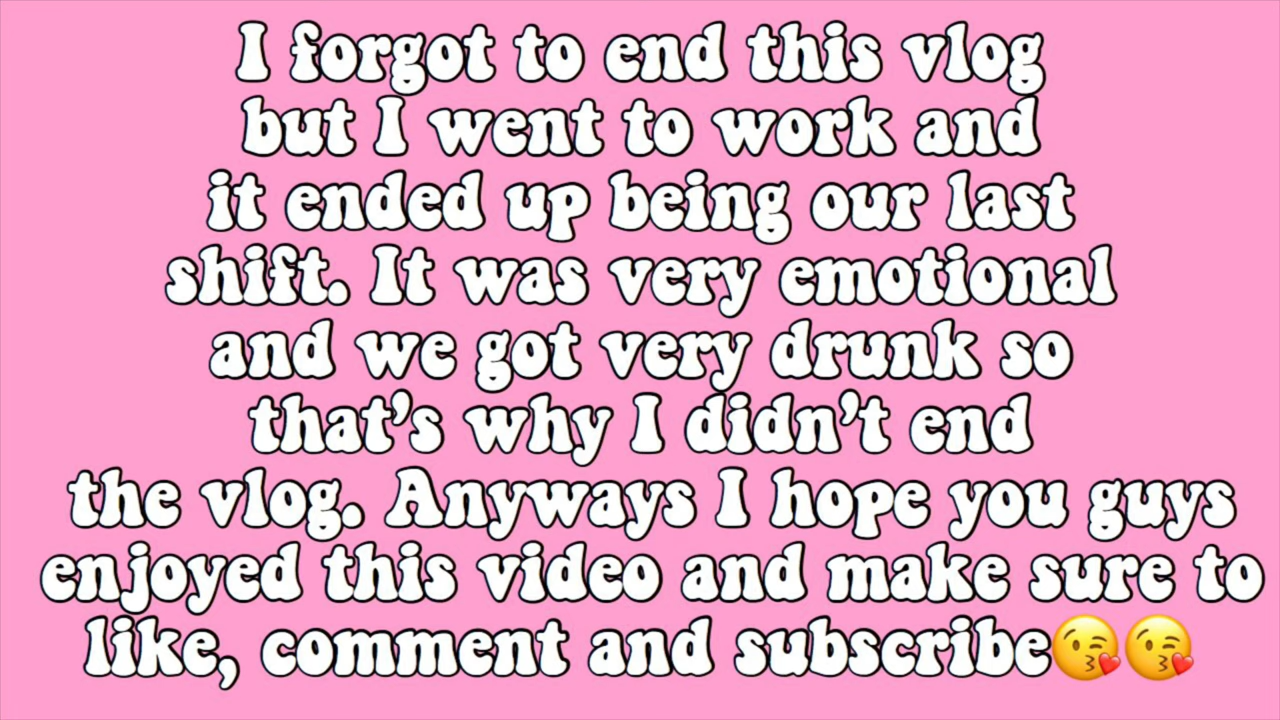 I forgot to end this vlog
but I went to work and
it ended up being our last
shift. It was very emotional
and we got very drunk so
that's why I didn't end
the vlog. Anyways I hope you guys
enjoyed this video and make sure to
like, comment and subscribe😘😘